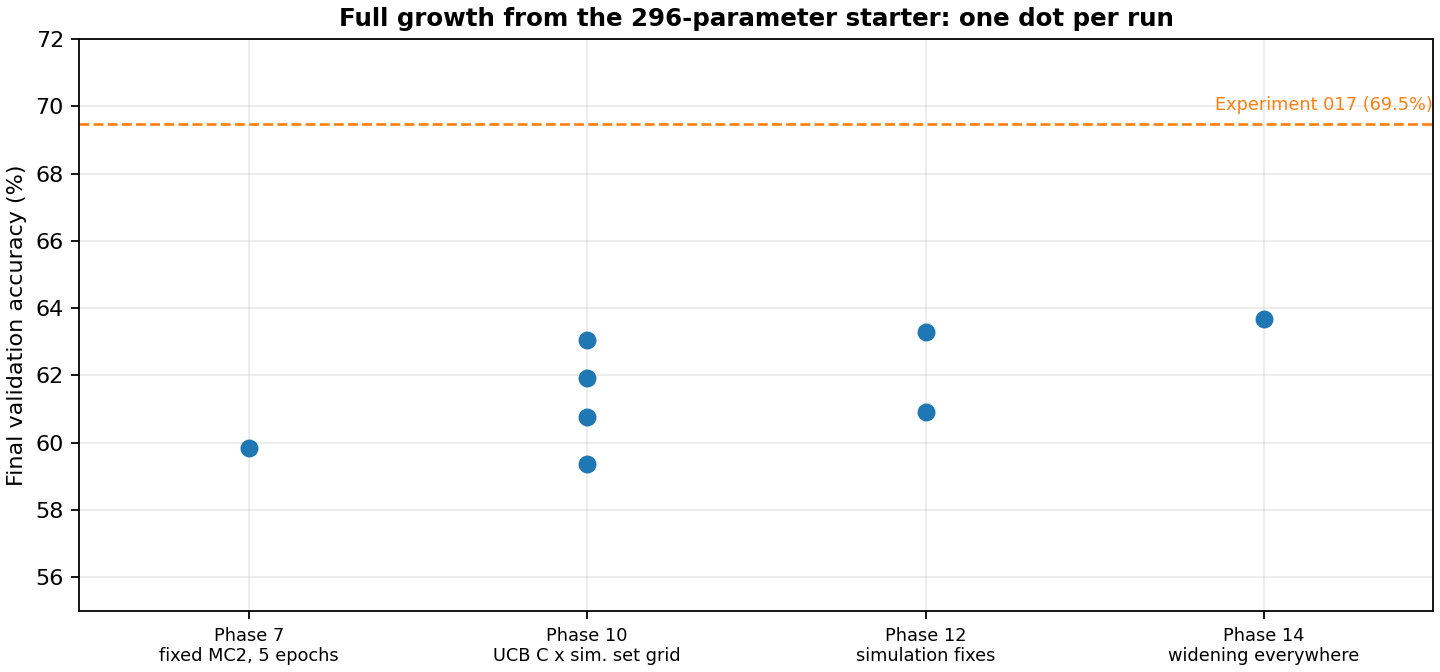 Full growth from the 296-parameter starter: one dot per run
Final validation accuracy (%)
72
70
68
66
64
62
60
58
56
Experiment 017 (69.5%)
Phase 7
fixed MC2, 5 epochs
Phase 10
UCB C x sim. set grid
Phase 12
simulation fixes
Phase 14
widening everywhere